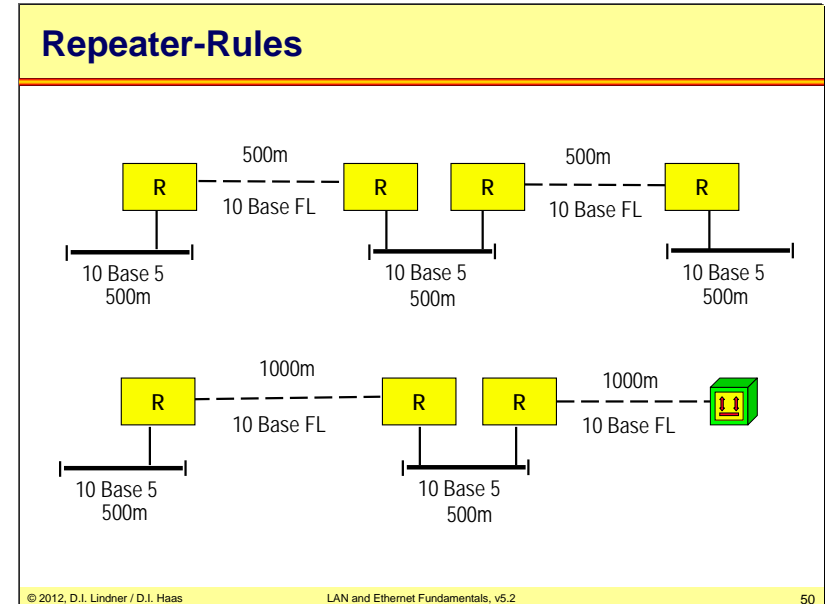 Repeater-Rules
500m
500m
R
R
R
R
10 Base FL
10 Base FL
10 Base 5
500m
10 Base 5
500m
10 Base 5
500m
1000m
1000m
R
R
R
10 Base FL
10 Base FL
10 Base 5
500m
10 Base 5
500m
© 2012, D.I. Lindner / D.I. Haas
LAN and Ethernet Fundamentals, v5.2
50